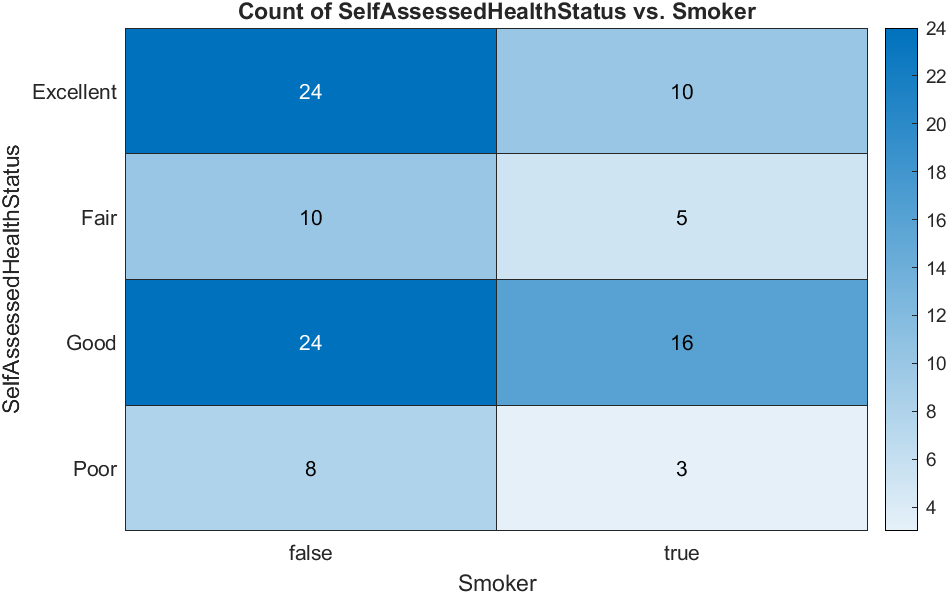 Count of SelfAssessedHealthStatus vs. Smoker
SelfAssessedHealthStatus
Excellent 24 10
Fair 10 5
Good 24 16
Poor 8 3
false true
Smoker
24
22
20
18
16
14
12
10
8
6
4